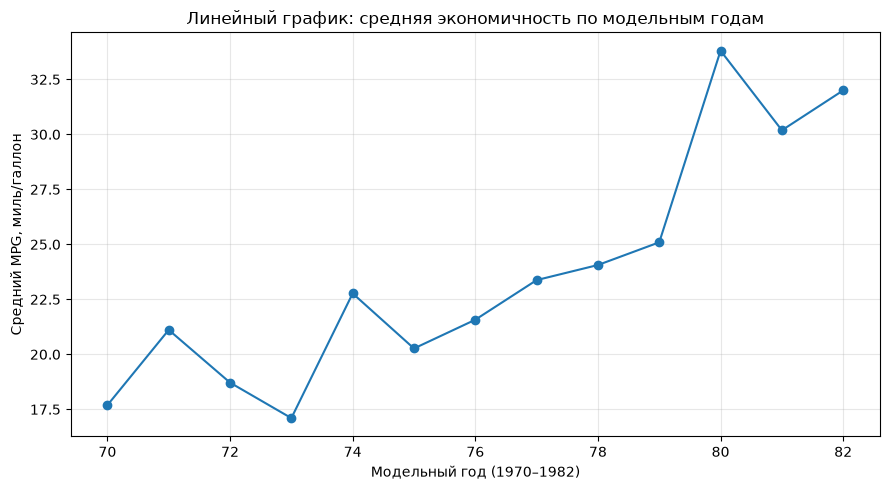 Линейный график: средняя экономичность по модельным годам
Средний MPG, миль/галлон
32.5
30.0
27.5
25.0
22.5
20.0
17.5
70 72 74 76 78 80 82
Модельный год (1970–1982)